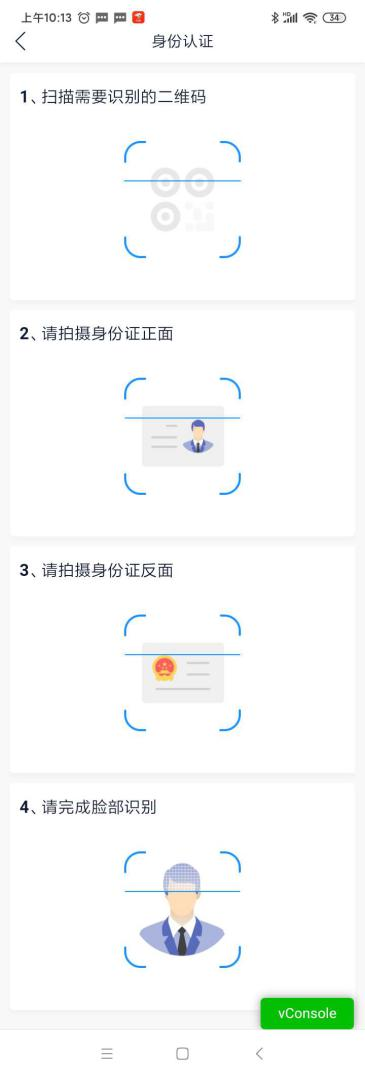 上午10:13
HD
34
身份认证
1、扫描需要识别的二维码
2、请拍摄身份证正面
3、请拍摄身份证反面
4、请完成脸部识别
vConsole